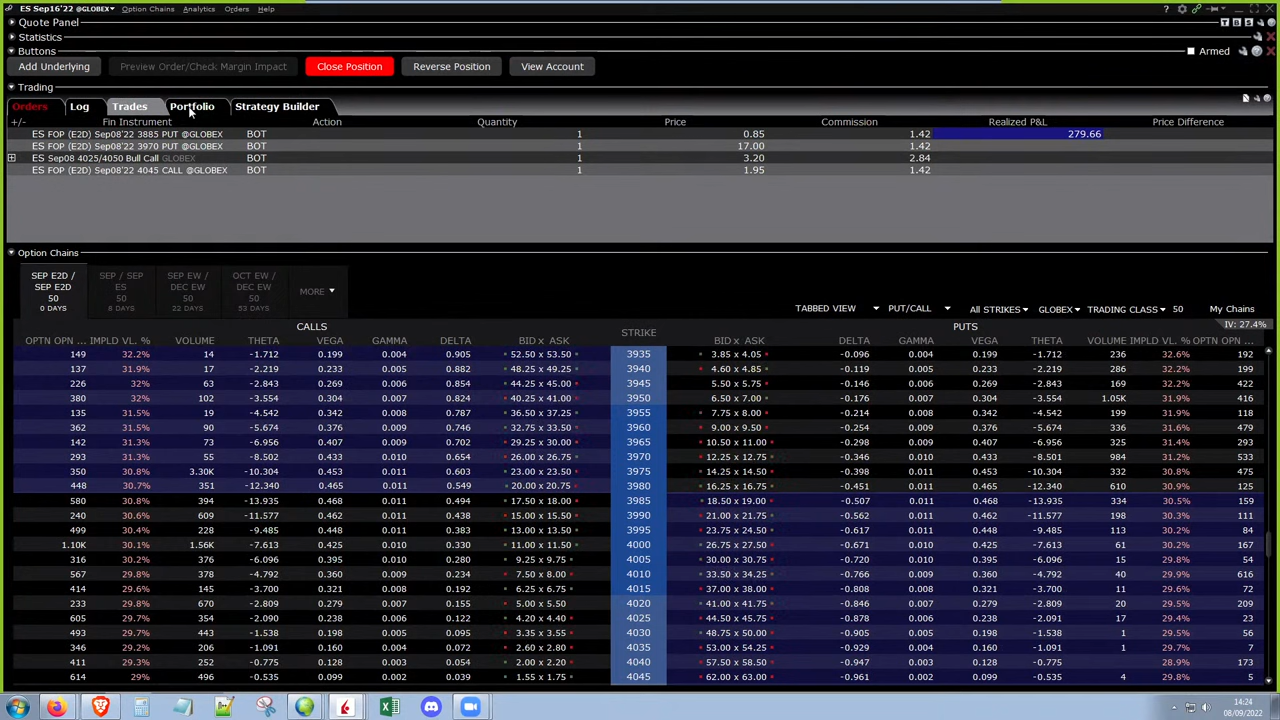 ES Sep16'22 @GLOBEX Option Chains Analytics Orders Help
Quote Panel
Statistics
Buttons Armed
Add Underlying Preview Order/Check Margin Impact Close Position Reverse Position View Account
Trading
Orders Log Trades Portfolio Strategy Builder
+/- Fin Instrument Action Quantity Price Commission Realized P&L Price Difference
ES FOP (E2D) Sep08'22 3885 PUT @GLOBEX BOT 1 0.85 1.42 279.66
ES FOP (E2D) Sep08'22 3970 PUT @GLOBEX BOT 1 17.00 1.42
ES Sep08 4025/4050 Bull Call GLOBEX BOT 1 3.20 2.84
ES FOP (E2D) Sep08'22 4045 CALL @GLOBEX BOT 1 1.95 1.42
Option Chains
SEP E2D / SEP / SEP SEP EW / OCT EW /
SEP E2D ES DEC EW DEC EW MORE
50 50 50 50
0 DAYS 8 DAYS 22 DAYS 53 DAYS
TABBED VIEW PUT/CALL All STRIKES GLOBEX TRADING CLASS 50 My Chains
CALLS STRIKE PUTS IV: 27.4%
OPTN OPN ... IMPLD VL. % VOLUME THETA VEGA GAMMA DELTA BID x ASK BID x ASK DELTA GAMMA VEGA THETA VOLUME IMPLD VL. % OPTN OPN ...
149 32.2% 14 -1.712 0.199 0.004 0.905 52.50 x 53.50 3935 3.85 x 4.05 -0.096 0.004 0.199 -1.712 236 32.6% 192
137 31.9% 17 -2.219 0.233 0.004 0.882 48.25 x 49.25 3940 4.60 x 4.85 -0.119 0.004 0.233 -2.219 286 32.2% 199
226 32% 63 -2.843 0.269 0.004 0.854 44.25 x 45.00 3945 5.50 x 5.75 -0.146 0.004 0.269 -2.843 169 32.2% 422
380 32% 102 -3.554 0.304 0.004 0.824 40.25 x 41.00 3950 6.50 x 7.00 -0.176 0.004 0.307 -3.554 1.05K 31.9% 416
135 31.5% 19 -4.542 0.342 0.008 0.787 36.50 x 37.25 3955 7.75 x 8.00 -0.214 0.008 0.342 -4.542 199 31.9% 118
362 31.5% 90 -5.674 0.376 0.009 0.746 32.75 x 33.50 3960 9.00 x 9.50 -0.254 0.009 0.376 -5.674 336 31.6% 479
142 31.3% 73 -6.956 0.407 0.009 0.702 29.25 x 30.00 3965 10.50 x 11.00 -0.298 0.009 0.407 -6.956 325 31.4% 293
293 31.3% 55 -8.502 0.433 0.010 0.654 26.00 x 26.75 3970 12.25 x 12.75 -0.346 0.010 0.433 -8.502 984 31.2% 533
350 30.8% 3.30K -10.304 0.453 0.011 0.603 23.00 x 23.50 3975 14.25 x 14.50 -0.397 0.011 0.453 -10.304 332 30.8% 475
448 30.7% 351 -12.340 0.465 0.011 0.549 20.00 x 20.75 3980 16.25 x 16.75 -0.451 0.011 0.465 -12.340 610 30.9% 125
580 30.8% 394 -13.935 0.468 0.011 0.494 17.50 x 18.00 3985 18.50 x 19.00 -0.507 0.011 0.468 -13.935 334 30.5% 159
240 30.6% 609 -11.577 0.462 0.011 0.438 15.00 x 15.50 3990 21.00 x 21.75 -0.562 0.011 0.462 -11.577 198 30.3% 111
499 30.4% 228 -9.485 0.447 0.011 0.383 13.00 x 13.50 3995 23.75 x 24.50 -0.617 0.011 0.447 -9.485 113 30.4% 84
1.10K 30.1% 1.56K -7.613 0.425 0.010 0.330 11.00 x 11.50 4000 26.75 x 27.50 -0.671 0.010 0.425 -7.613 61 30.1% 167
316 30.2% 376 -6.096 0.395 0.010 0.280 9.25 x 9.75 4005 30.00 x 30.75 -0.720 0.010 0.395 -6.096 15 30.2% 54
567 29.8% 378 -4.792 0.360 0.009 0.234 7.50 x 8.00 4010 33.50 x 34.25 -0.766 0.009 0.360 -4.792 40 29.9% 616
414 29.6% 145 -3.700 0.321 0.008 0.192 6.25 x 6.75 4015 37.00 x 38.00 -0.808 0.008 0.321 -3.700 11 29.6% 72
233 29.8% 670 -2.809 0.279 0.007 0.155 5.00 x 5.50 4020 41.00 x 41.75 -0.846 0.007 0.279 -2.809 20 29.5% 209
605 29.7% 354 -2.090 0.238 0.006 0.122 4.20 x 4.40 4025 44.50 x 45.75 -0.878 0.006 0.238 -2.091 17 29.4% 23
493 29.7% 443 -1.538 0.198 0.005 0.095 3.35 x 3.55 4030 48.75 x 50.00 -0.905 0.005 0.198 -1.538 1 29.5% 56
346 29.2% 206 -1.091 0.160 0.004 0.072 2.60 x 2.80 4035 53.00 x 54.25 -0.929 0.004 0.160 -1.091 1 29.7% 7
411 29.3% 252 -0.775 0.128 0.003 0.054 2.00 x 2.20 4040 57.50 x 58.50 -0.946 0.003 0.128 -0.775 28.9% 173
614 29% 496 -0.535 0.099 0.002 0.039 1.55 x 1.75 4045 62.00 x 63.00 -0.961 0.002 0.099 -0.535 4 29.8% 5
14:24
08/09/2022